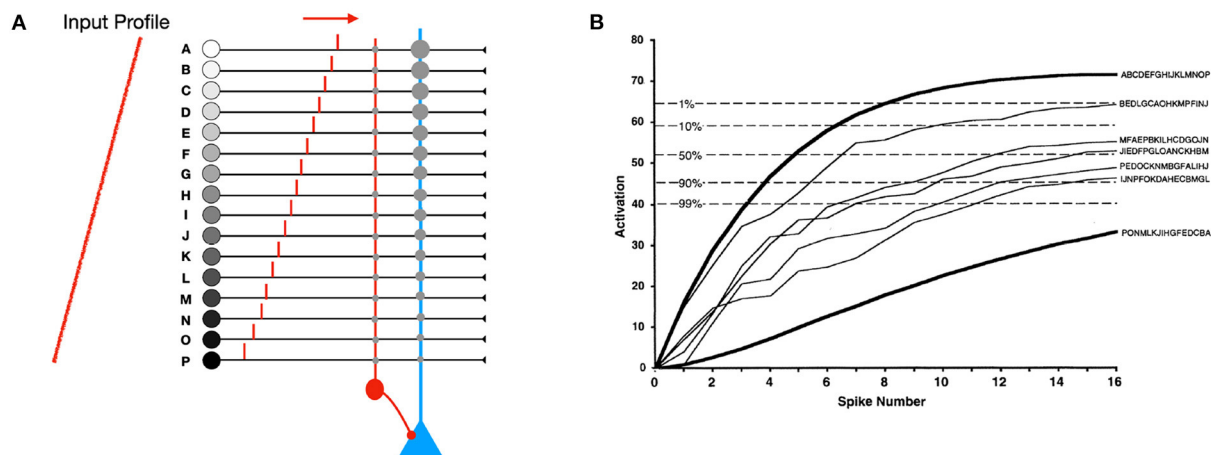 A
Input Profile
A
B
C
D
E
F
G
H
I
J
K
L
M
N
O
P
B
80
70
60
50
40
30
20
10
0
Activation
1%
10%
50%
90%
99%
ABCDEFGHIJKLMNOP
BEDLGCAOHKMPFINJ
MFAEPBKILHCDGOJN
JIEDFPGLOANCKHBM
PEDOCKNMBGFALIHJ
IJNPFOKDAHECBMGL
PONMLKJIHGFEDCBA
0 2 4 6 8 10 12 14 16
Spike Number